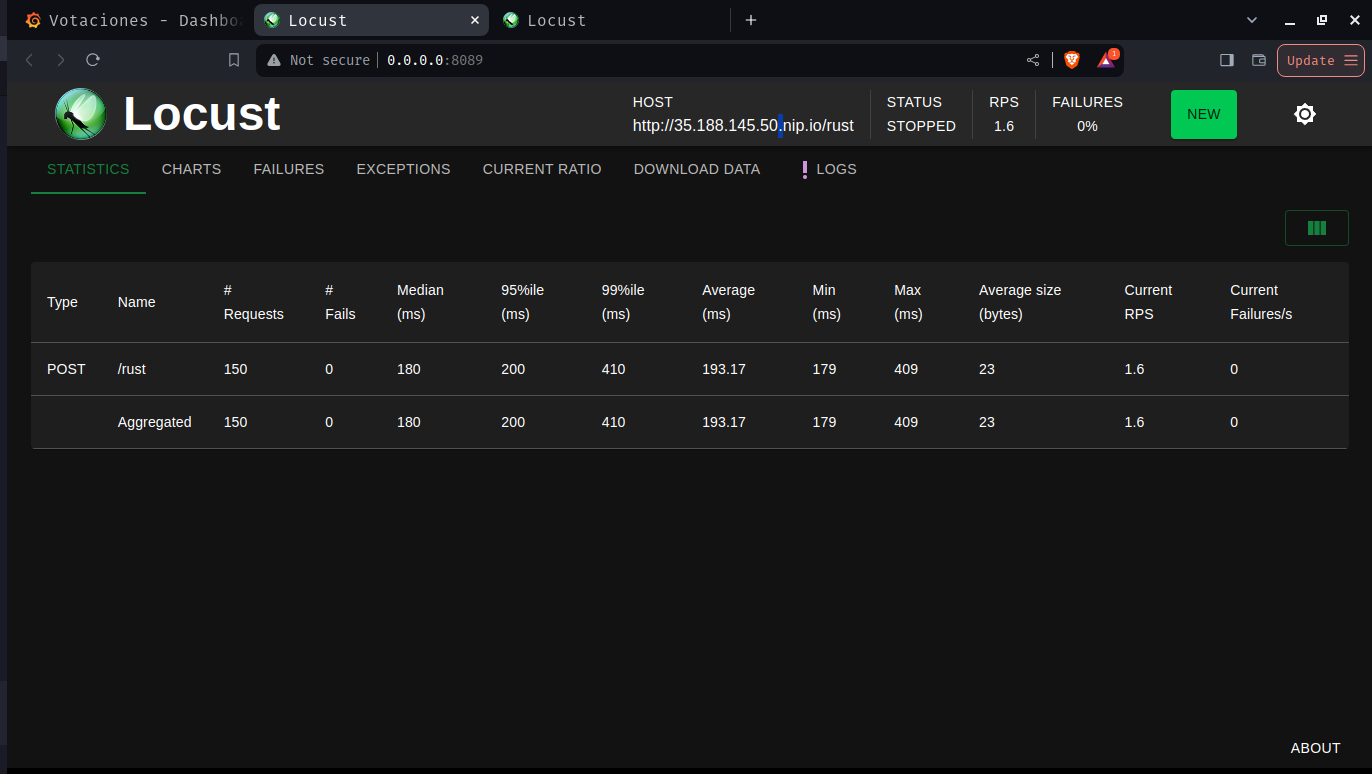 Votaciones - Dashbo
Locust
Locust
Not secure
0.0.0.0:8089
1
Update
Locust
HOST
http://35.188.145.50.nip.io/rust
STATUS
STOPPED
RPS
1.6
FAILURES
0%
NEW
STATISTICS
CHARTS
FAILURES
EXCEPTIONS
CURRENT RATIO
DOWNLOAD DATA
LOGS
Type Name # Requests # Fails Median (ms) 95%ile (ms) 99%ile (ms) Average (ms) Min (ms) Max (ms) Average size (bytes) Current RPS Current Failures/s
POST /rust 150 0 180 200 410 193.17 179 409 23 1.6 0
Aggregated 150 0 180 200 410 193.17 179 409 23 1.6 0
ABOUT